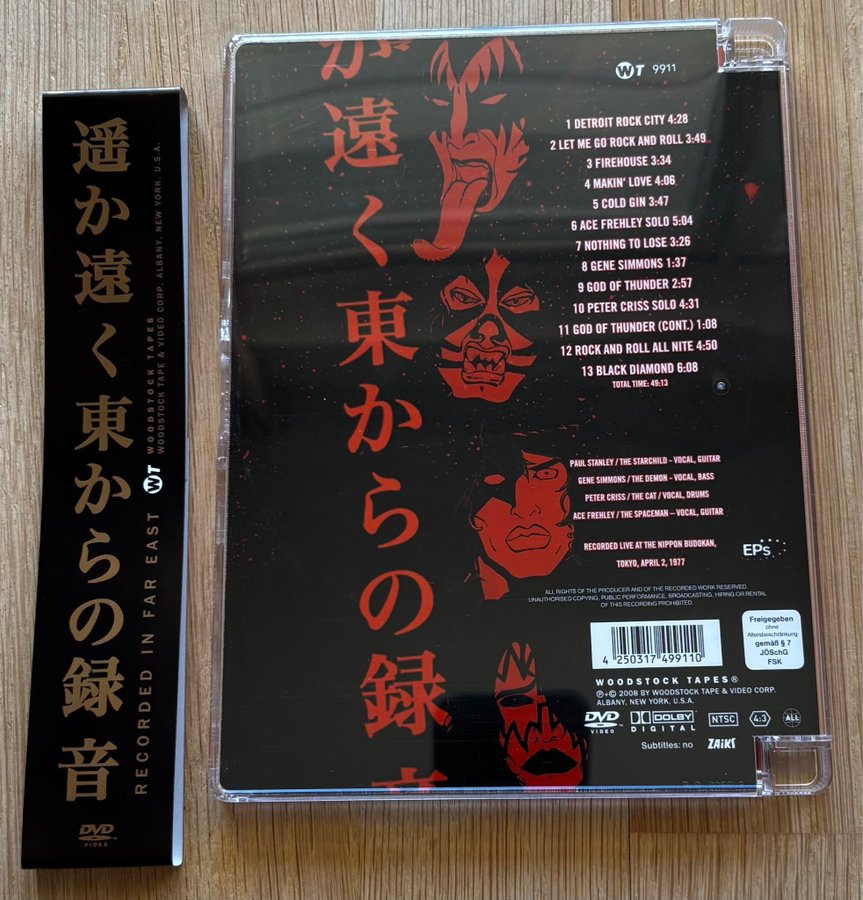 遥か遠く東からの録音
RECORDED IN FAR EAST WT WOODSTOCK TAPES
WOODSTOCK TAPE & VIDEO CORP. ALBANY, NEW YORK, U.S.A.
DVD
VIDEO
か遠く東からの録音
WT 9911
1 DETROIT ROCK CITY 4:28
2 LET ME GO ROCK AND ROLL 3:49
3 FIREHOUSE 3:34
4 MAKIN' LOVE 4:06
5 COLD GIN 3:47
6 ACE FREHLEY SOLO 5:04
7 NOTHING TO LOSE 3:26
8 GENE SIMMONS 1:37
9 GOD OF THUNDER 2:57
10 PETER CRISS SOLO 4:31
11 GOD OF THUNDER (CONT.) 1:08
12 ROCK AND ROLL ALL NITE 4:50
13 BLACK DIAMOND 6:08
TOTAL TIME: 49:13
PAUL STANLEY / THE STARCHILD - VOCAL, GUITAR
GENE SIMMONS / THE DEMON - VOCAL, BASS
PETER CRISS / THE CAT / VOCAL, DRUMS
ACE FREHLEY / THE SPACEMAN – VOCAL, GUITAR
RECORDED LIVE AT THE NIPPON BUDOKAN,
TOKYO, APRIL 2, 1977
EPs
ALL RIGHTS OF THE PRODUCER AND OF THE RECORDED WORK RESERVED.
UNAUTHORISED COPYING, PUBLIC PERFORMANCE, BROADCASTING, HIRING OR RENTAL
OF THIS RECORDING PROHIBITED.
4 250317 499110
Freigegeben
ohne
Altersbeschränkung
gemäß § 7
JÖSchG
FSK
WOODSTOCK TAPES®
℗+© 2008 BY WOODSTOCK TAPE & VIDEO CORP.
ALBANY, NEW YORK, U.S.A.
DVD VIDEO
DOLBY DIGITAL
NTSC
4:3
ALL
Subtitles: no
ZAiKS